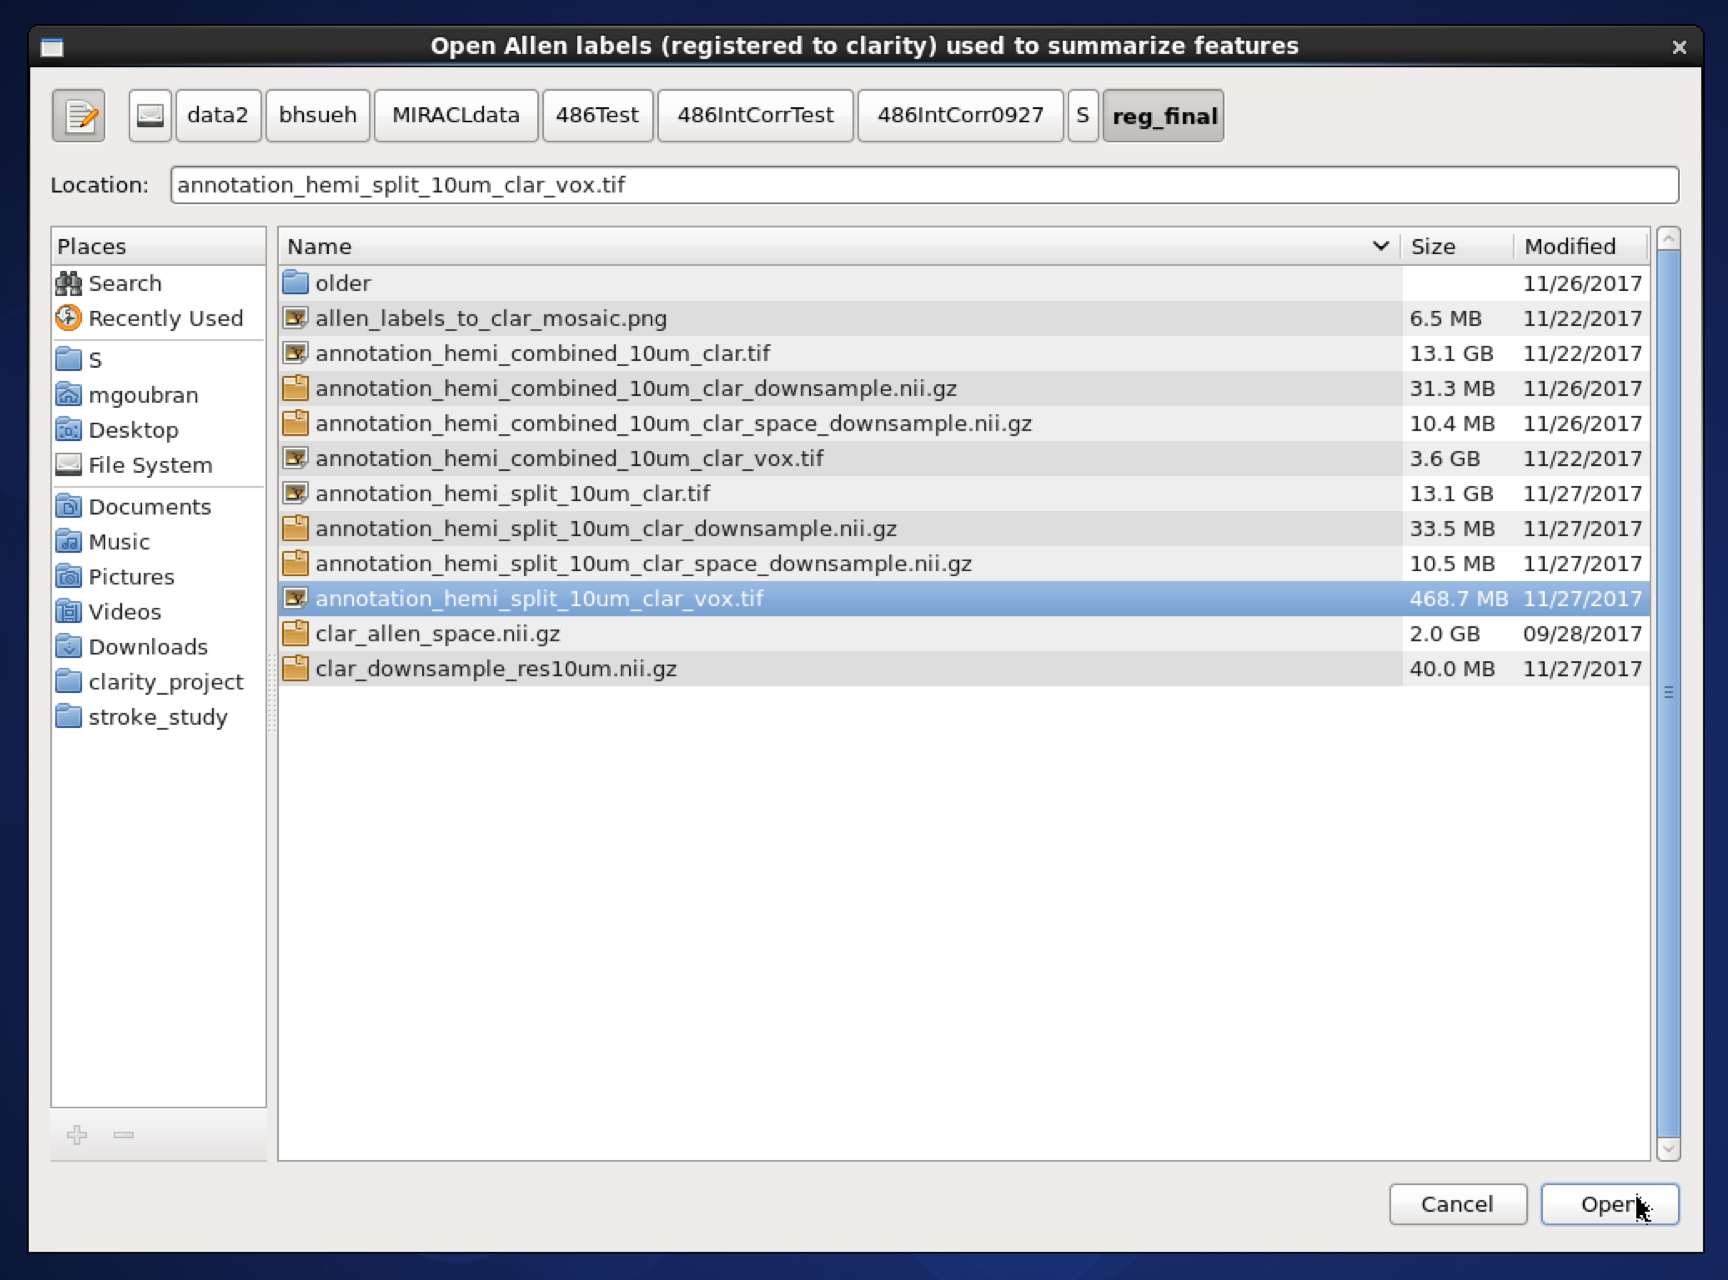 Open Allen labels (registered to clarity) used to summarize features
data2 bhsueh MIRACLdata 486Test 486IntCorrTest 486IntCorr0927 S reg_final
Location: annotation_hemi_split_10um_clar_vox.tif
Places
Search
Recently Used
S
mgoubran
Desktop
File System
Documents
Music
Pictures
Videos
Downloads
clarity_project
stroke_study
Name Size Modified
older 11/26/2017
allen_labels_to_clar_mosaic.png 6.5 MB 11/22/2017
annotation_hemi_combined_10um_clar.tif 13.1 GB 11/22/2017
annotation_hemi_combined_10um_clar_downsample.nii.gz 31.3 MB 11/26/2017
annotation_hemi_combined_10um_clar_space_downsample.nii.gz 10.4 MB 11/26/2017
annotation_hemi_combined_10um_clar_vox.tif 3.6 GB 11/22/2017
annotation_hemi_split_10um_clar.tif 13.1 GB 11/27/2017
annotation_hemi_split_10um_clar_downsample.nii.gz 33.5 MB 11/27/2017
annotation_hemi_split_10um_clar_space_downsample.nii.gz 10.5 MB 11/27/2017
annotation_hemi_split_10um_clar_vox.tif 468.7 MB 11/27/2017
clar_allen_space.nii.gz 2.0 GB 09/28/2017
clar_downsample_res10um.nii.gz 40.0 MB 11/27/2017
Cancel Open